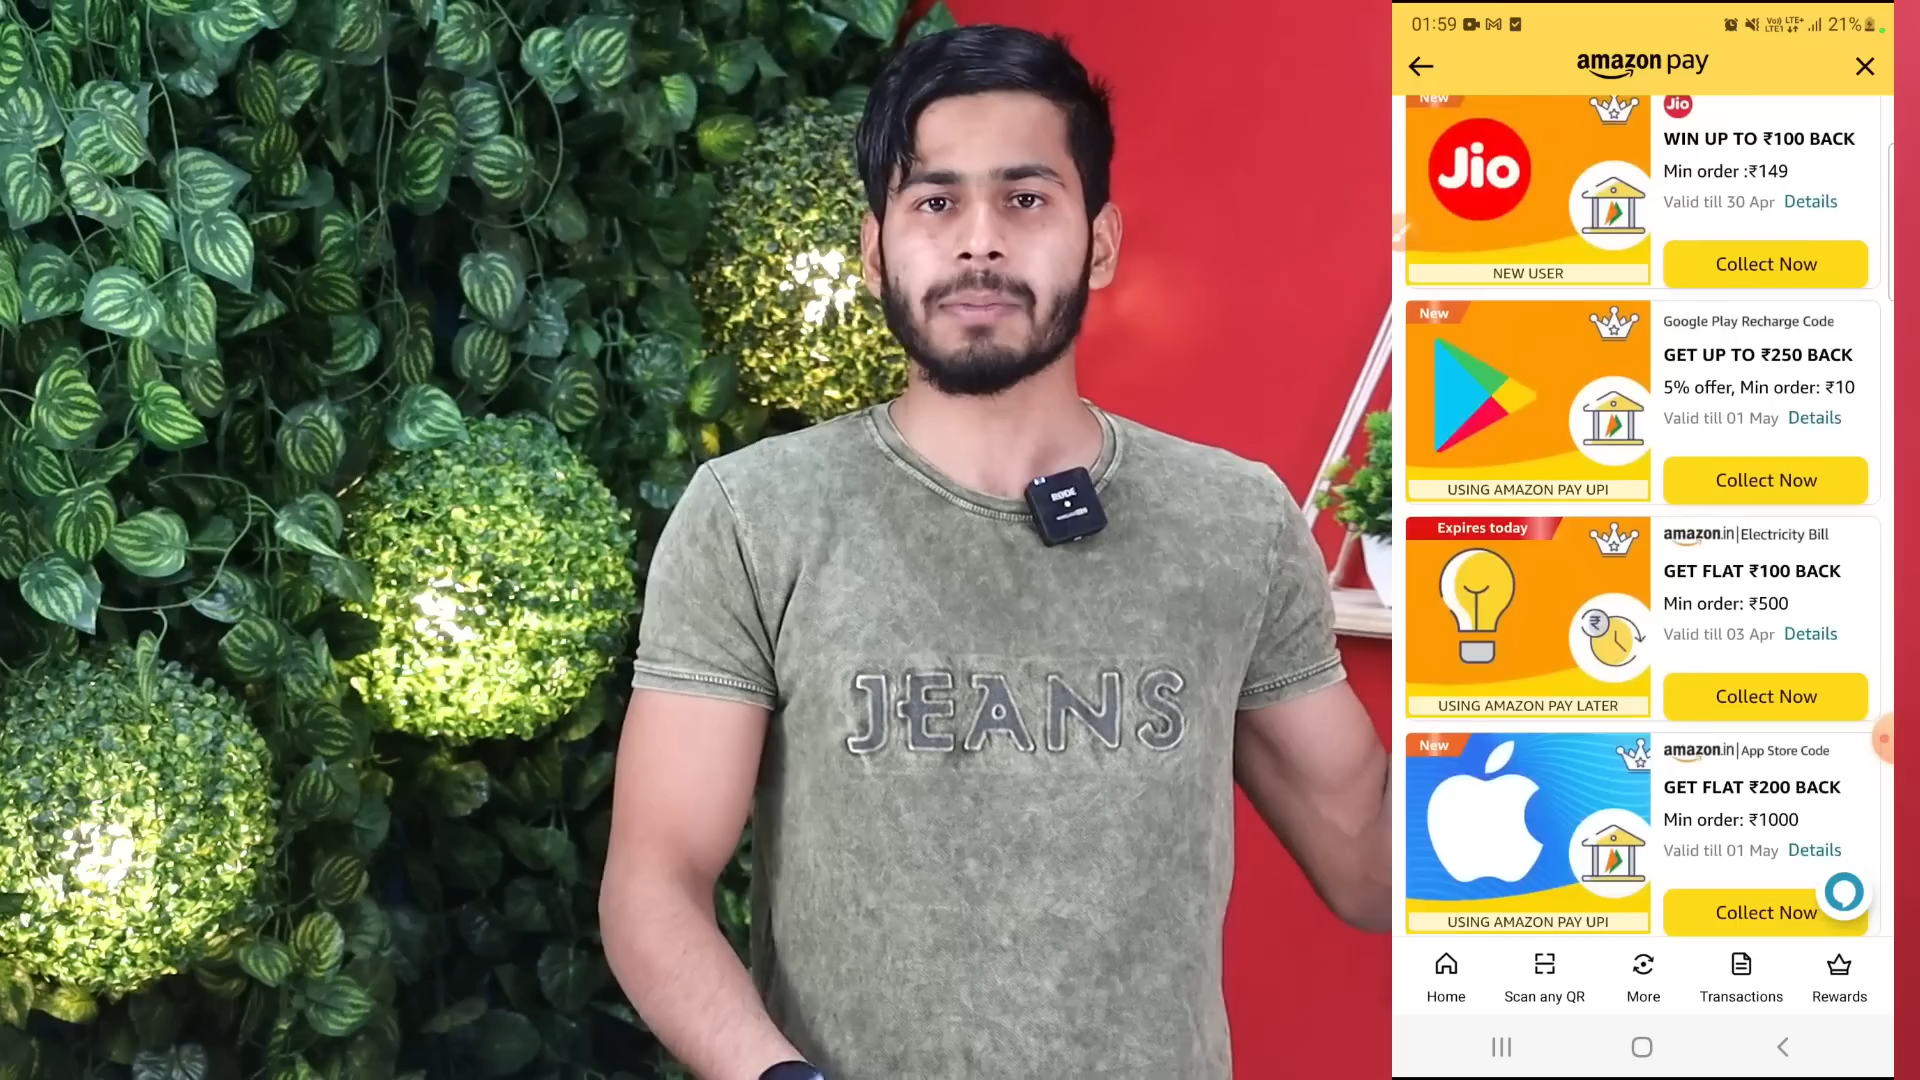 RODE
JEANS
01:59
Vo)) LTE+
LTE1
21%
amazon pay
New
Jio
Jio
WIN UP TO ₹100 BACK
Min order :₹149
Valid till 30 Apr Details
NEW USER
Collect Now
New
Google Play Recharge Code
GET UP TO ₹250 BACK
5% offer, Min order: ₹10
Valid till 01 May Details
USING AMAZON PAY UPI
Collect Now
Expires today
amazon.in|Electricity Bill
GET FLAT ₹100 BACK
Min order: ₹500
Valid till 03 Apr Details
₹
USING AMAZON PAY LATER
Collect Now
New
amazon.in|App Store Code
GET FLAT ₹200 BACK
Min order: ₹1000
Valid till 01 May Details
USING AMAZON PAY UPI
Collect Now
Home
Scan any QR
More
Transactions
Rewards